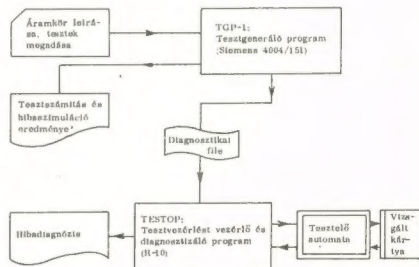 Áramkör leírá-
sa, tesztek
megadása
TGP-1:
Tesztgeneráló program
(Siemens 4004/151)
Tesztszámítás és
hibaszimuláció
eredménye
Diagnosztikai
file
TESTOP:
Tesztvezérlést vezérlő és
diagnosztizáló program
(R-10)
Hibadiagnózis
Tesztelő
automata
Vizs-
gált
kár-
tya